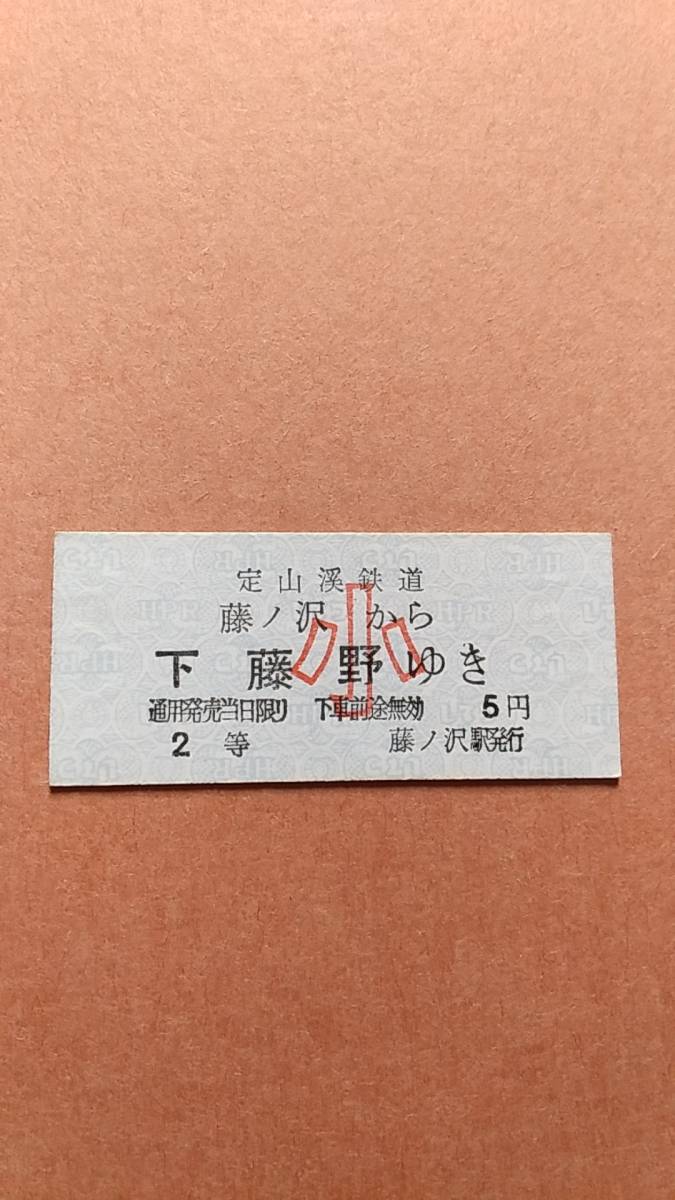 定山溪鉄道
藤ノ沢 から
下藤野ゆき
小
通用発売当日限り 下車前途無効 5円
2等 藤ノ沢駅発行